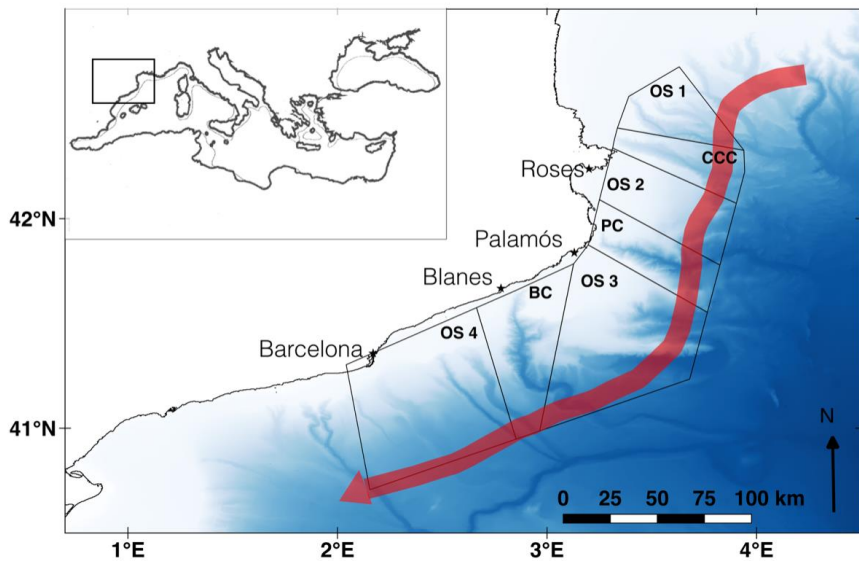 OS 1
CCC
Roses
OS 2
42°N
PC
Palamós
OS 3
Blanes
BC
OS 4
Barcelona
41°N
N
0 25 50 75 100 km
1°E 2°E 3°E 4°E